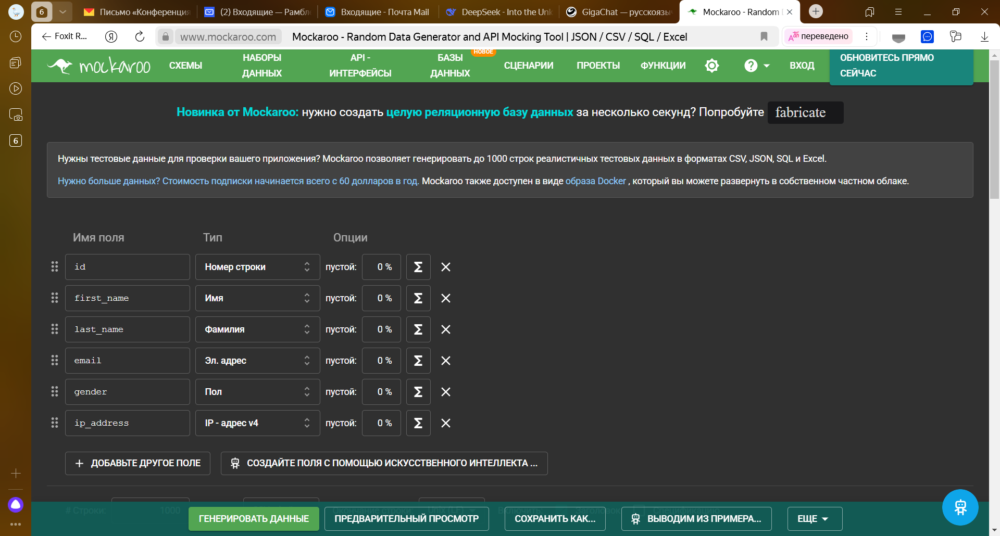 6
Письмо «Конференция
(2) Входящие — Рамбл
Входящие - Почта Mail
DeepSeek - Into the Unk
GigaChat — русскоязыч
Mockaroo - Random D
Foxit R...
www.mockaroo.com
Mockaroo - Random Data Generator and API Mocking Tool | JSON / CSV / SQL / Excel
переведено
6
mockaroo
СХЕМЫ
НАБОРЫ
ДАННЫХ
API -
ИНТЕРФЕЙСЫ
БАЗЫ
ДАННЫХ
НОВОЕ
СЦЕНАРИИ
ПРОЕКТЫ
ФУНКЦИИ
ВХОД
ОБНОВИТЕСЬ ПРЯМО
СЕЙЧАС
Новинка от Mockaroo: нужно создать целую реляционную базу данных за несколько секунд? Попробуйте fabricate
Нужны тестовые данные для проверки вашего приложения? Mockaroo позволяет генерировать до 1000 строк реалистичных тестовых данных в форматах CSV, JSON, SQL и Excel.
Нужно больше данных? Стоимость подписки начинается всего с 60 долларов в год. Mockaroo также доступен в виде образа Docker , который вы можете развернуть в собственном частном облаке.
Имя поля Тип Опции
id Номер строки пустой: 0 % Σ
first_name Имя пустой: 0 % Σ
last_name Фамилия пустой: 0 % Σ
email Эл. адрес пустой: 0 % Σ
gender Пол пустой: 0 % Σ
ip_address IP - адрес v4 пустой: 0 % Σ
+ ДОБАВЬТЕ ДРУГОЕ ПОЛЕ
СОЗДАЙТЕ ПОЛЯ С ПОМОЩЬЮ ИСКУССТВЕННОГО ИНТЕЛЛЕКТА ...
# Строки: 1000 Окончание строки: Unix (LF) Включить: Заголовок Спецификацию
ГЕНЕРИРОВАТЬ ДАННЫЕ
ПРЕДВАРИТЕЛЬНЫЙ ПРОСМОТР
СОХРАНИТЬ КАК...
ВЫВОДИМ ИЗ ПРИМЕРА...
ЕЩЕ